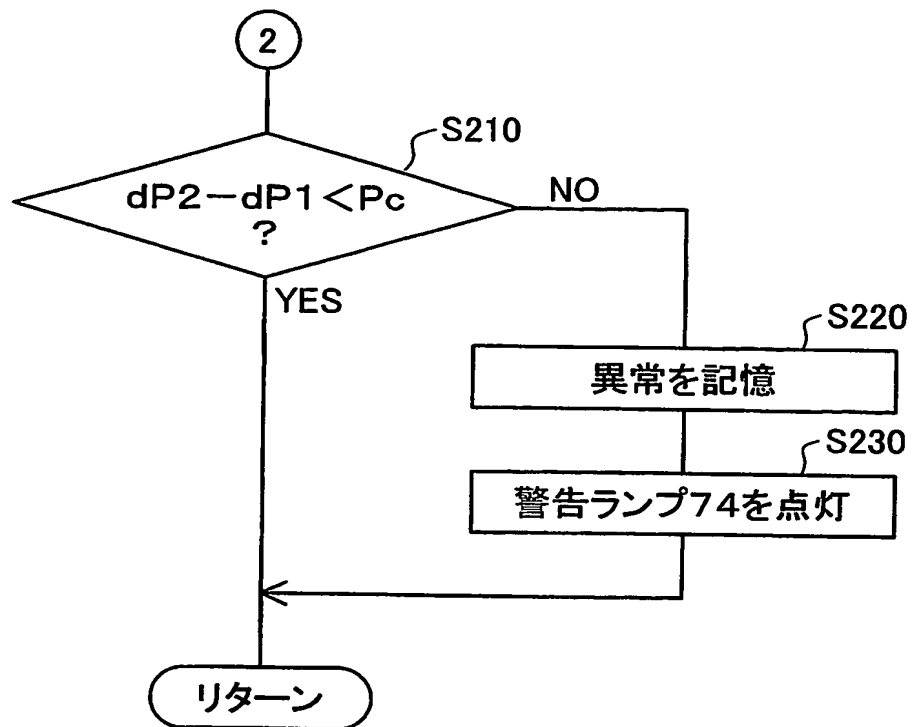 2
S210
dP2-dP1<Pc
?
NO
YES
S220
異常を記憶
S230
警告ランプ74を点灯
リターン